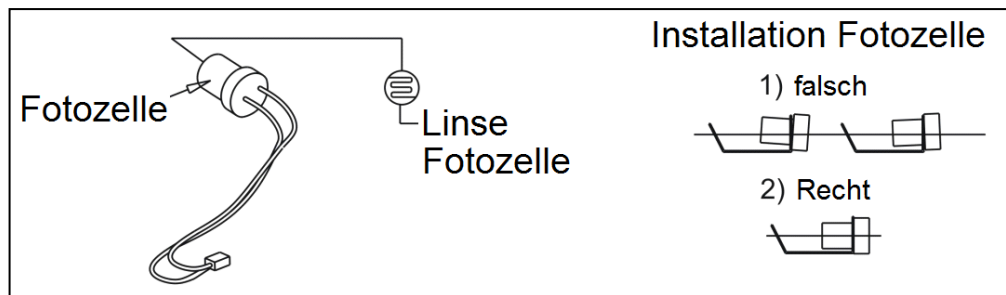 Fotozelle
Linse
Fotozelle
Installation Fotozelle
1) falsch
2) Recht